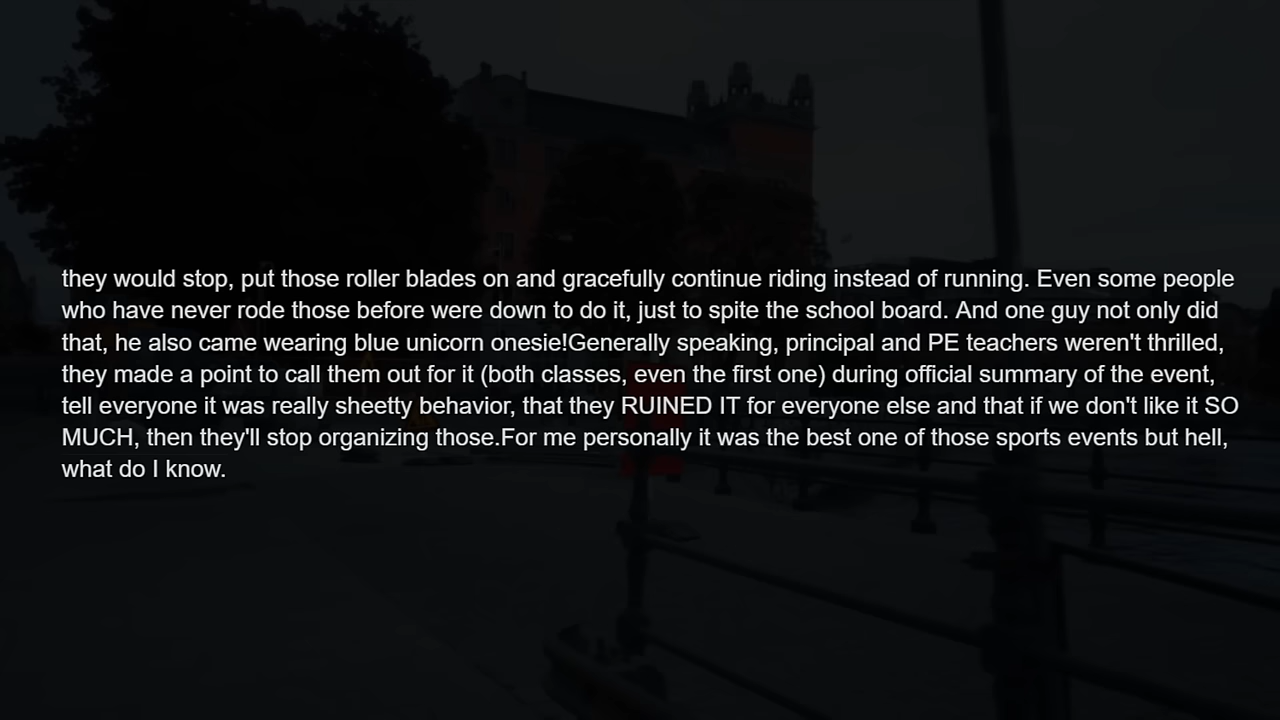 they would stop, put those roller blades on and gracefully continue riding instead of running. Even some people
who have never rode those before were down to do it, just to spite the school board. And one guy not only did
that, he also came wearing blue unicorn onesie!Generally speaking, principal and PE teachers weren't thrilled,
they made a point to call them out for it (both classes, even the first one) during official summary of the event,
tell everyone it was really sheetty behavior, that they RUINED IT for everyone else and that if we don't like it SO
MUCH, then they'll stop organizing those.For me personally it was the best one of those sports events but hell,
what do I know.